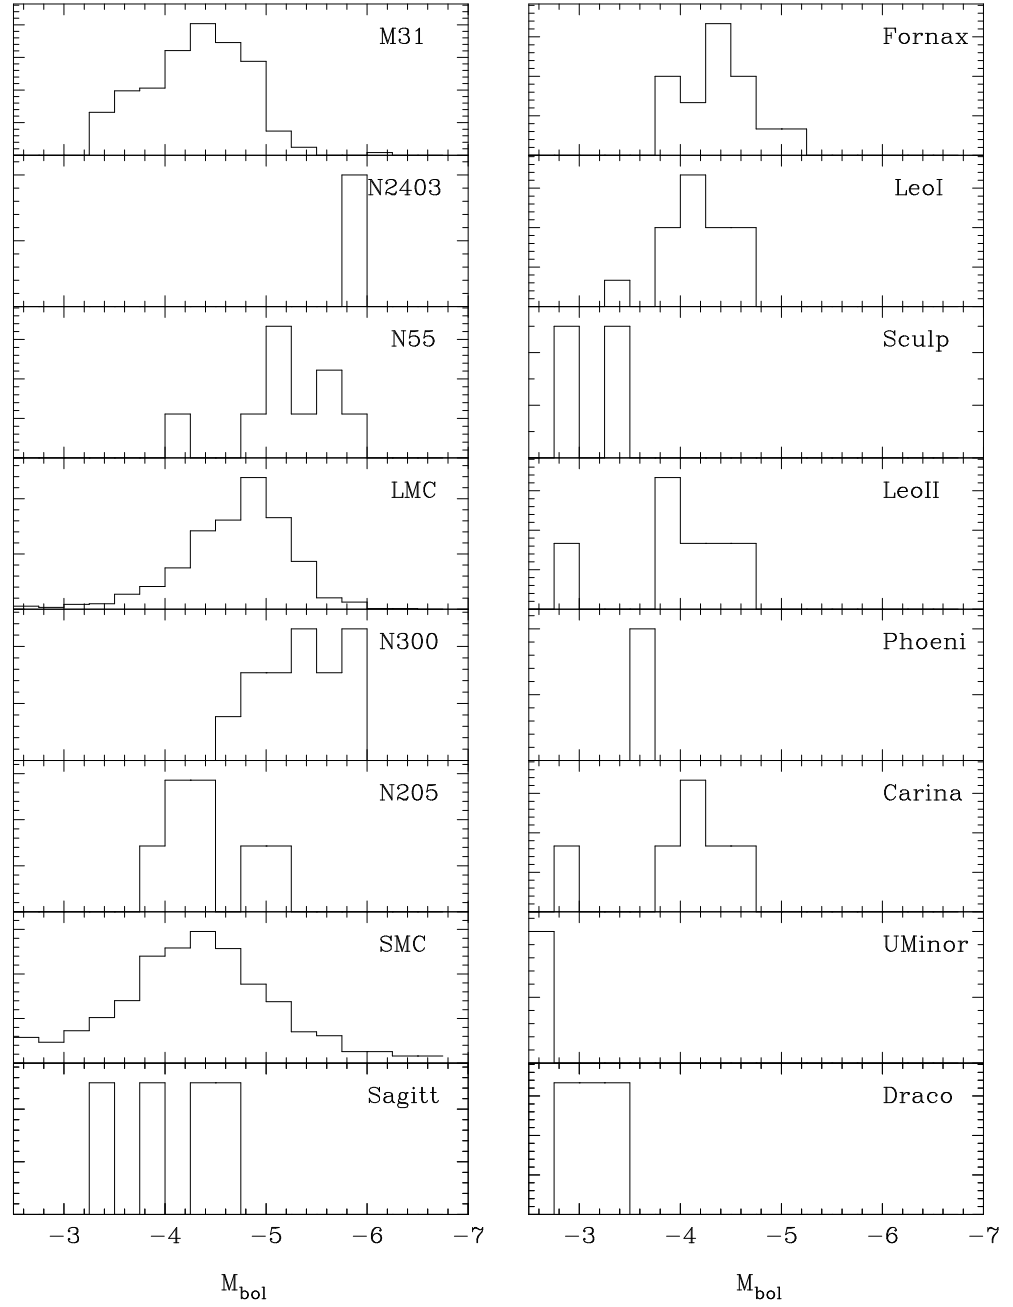 M31
Fornax
N2403
LeoI
N55
Sculp
LMC
LeoII
N300
Phoeni
N205
Carina
SMC
UMinor
Sagitt
Draco
−3 −4 −5 −6 −7 −3 −4 −5 −6 −7
Mbol Mbol